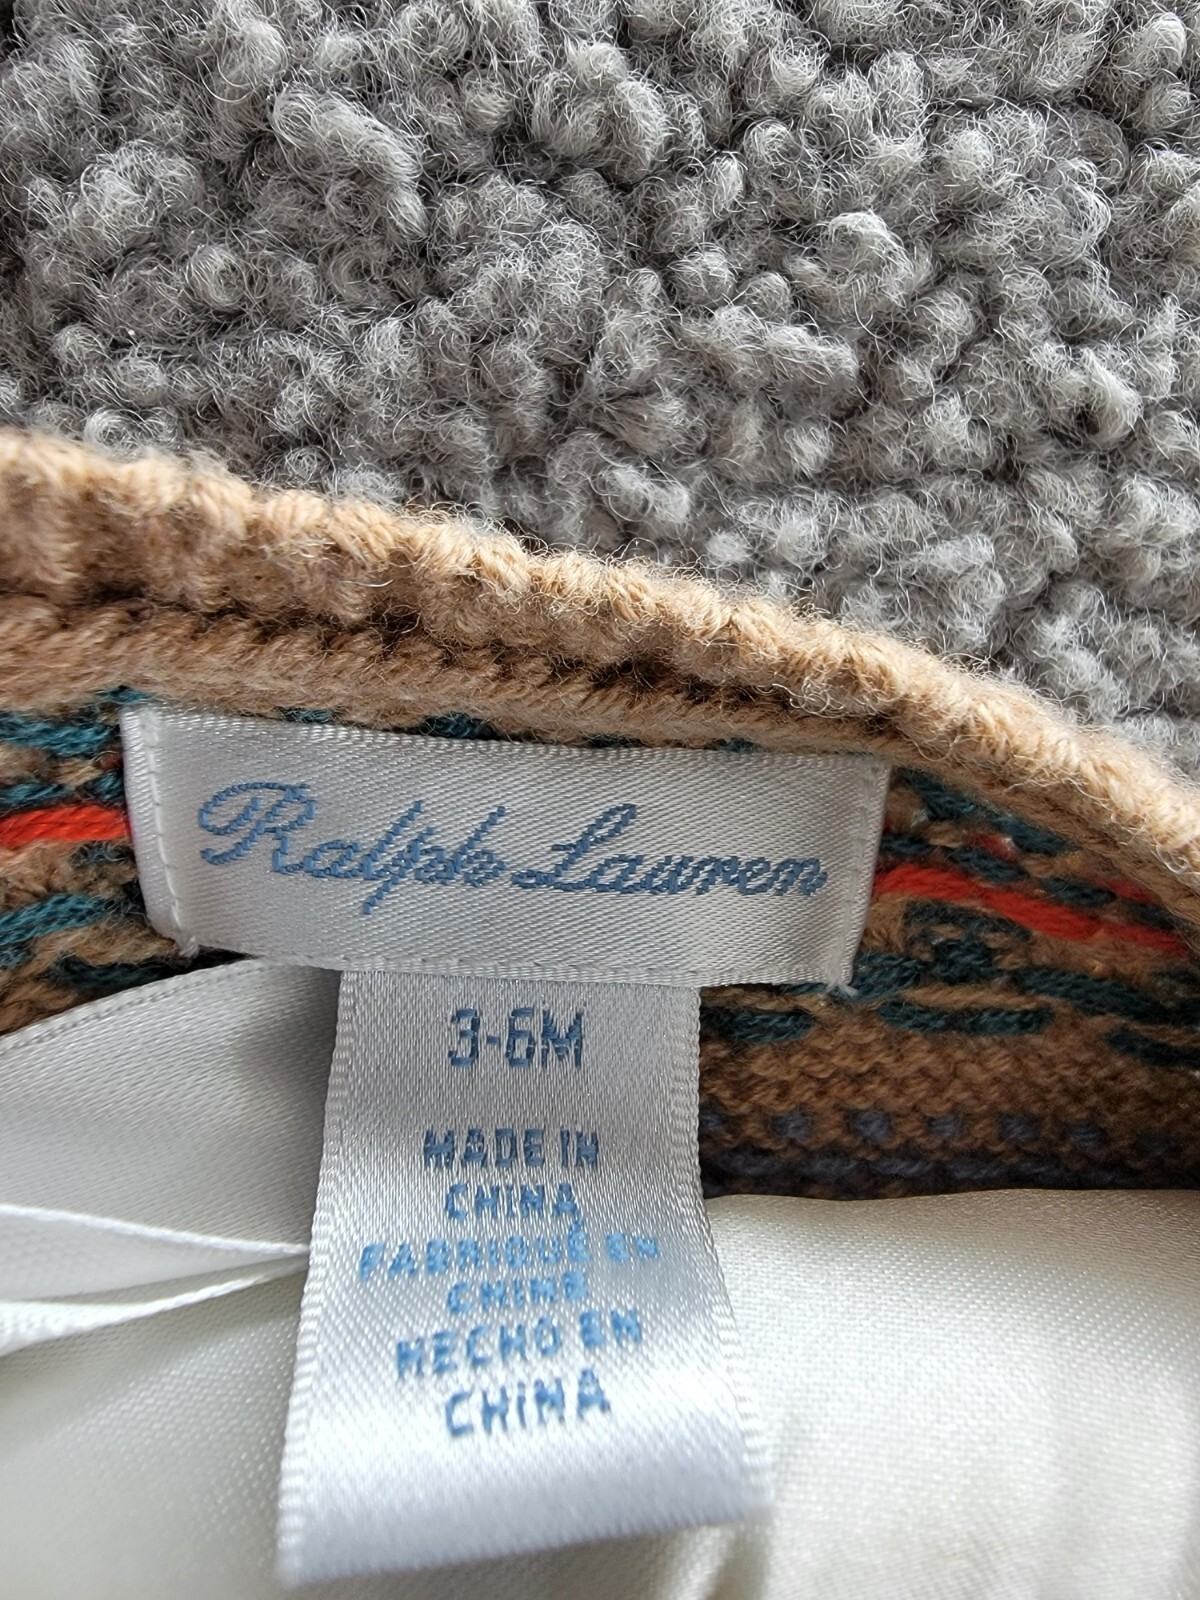 Ralph Lauren
3-6M
MADE IN
CHINA
FABRIQUÉ EN
CHINE
HECHO EN
CHINA